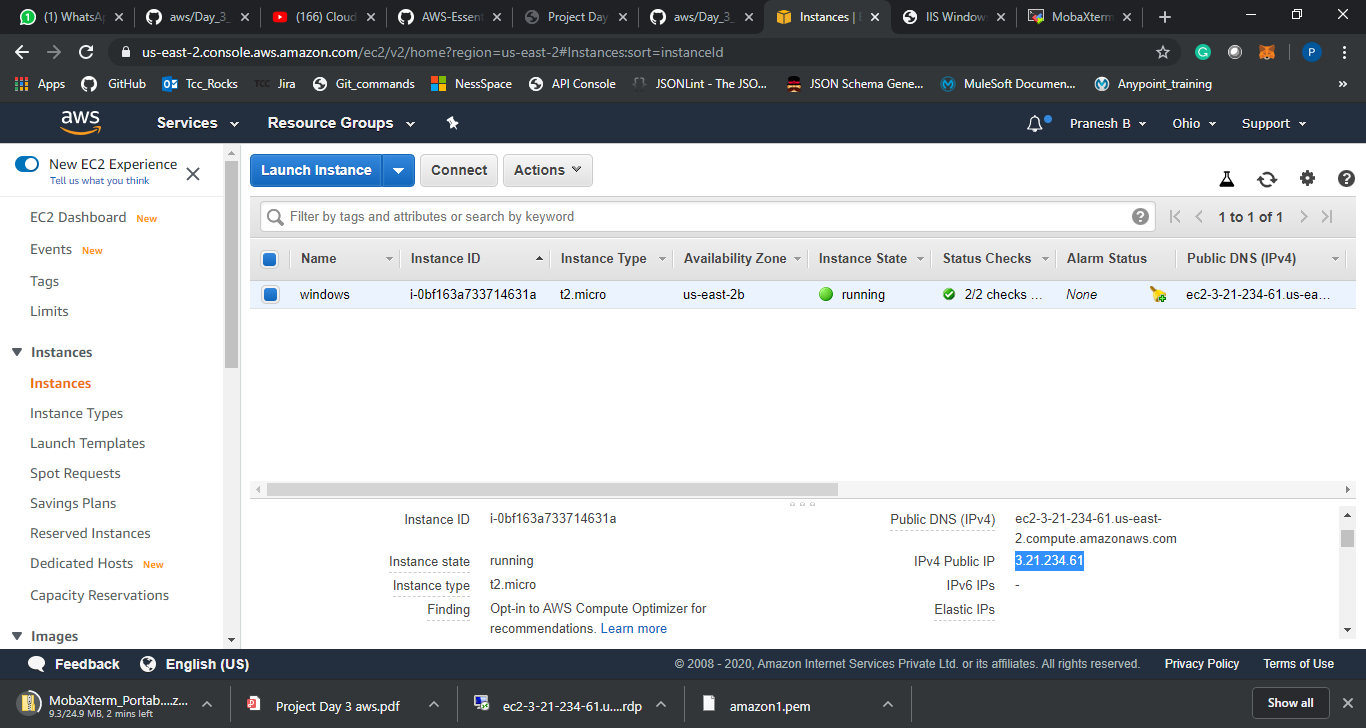 (1) WhatsA
aws/Day_3_
(166) Cloud
AWS-Essent
Project Day
aws/Day_3_
Instances |
IIS Window
MobaXterm
us-east-2.console.aws.amazon.com/ec2/v2/home?region=us-east-2#Instances:sort=instanceId
G
P
Apps
GitHub
Tcc_Rocks
TCC
Jira
Git_commands
NessSpace
API Console
JSONLint - The JSO...
JSON Schema Gene...
MuleSoft Documen...
Anypoint_training
»
aws
Services
Resource Groups
Pranesh B
Ohio
Support
New EC2 Experience
Tell us what you think
Launch Instance
Connect
Actions
EC2 Dashboard New
Events New
Tags
Limits
Instances
Instances
Instance Types
Launch Templates
Spot Requests
Savings Plans
Reserved Instances
Dedicated Hosts New
Capacity Reservations
Images
Filter by tags and attributes or search by keyword
1 to 1 of 1
Name
Instance ID
Instance Type
Availability Zone
Instance State
Status Checks
Alarm Status
Public DNS (IPv4)
windows
i-0bf163a733714631a
t2.micro
us-east-2b
running
2/2 checks ...
None
ec2-3-21-234-61.us-ea...
Instance ID
i-0bf163a733714631a
Instance state
running
Instance type
t2.micro
Finding
Opt-in to AWS Compute Optimizer for
recommendations. Learn more
Public DNS (IPv4)
ec2-3-21-234-61.us-east-
2.compute.amazonaws.com
IPv4 Public IP
3.21.234.61
IPv6 IPs
-
Elastic IPs
Feedback
English (US)
© 2008 - 2020, Amazon Internet Services Private Ltd. or its affiliates. All rights reserved.
Privacy Policy
Terms of Use
MobaXterm_Portab....z...
9.3/24.9 MB, 2 mins left
Project Day 3 aws.pdf
ec2-3-21-234-61.u....rdp
amazon1.pem
Show all